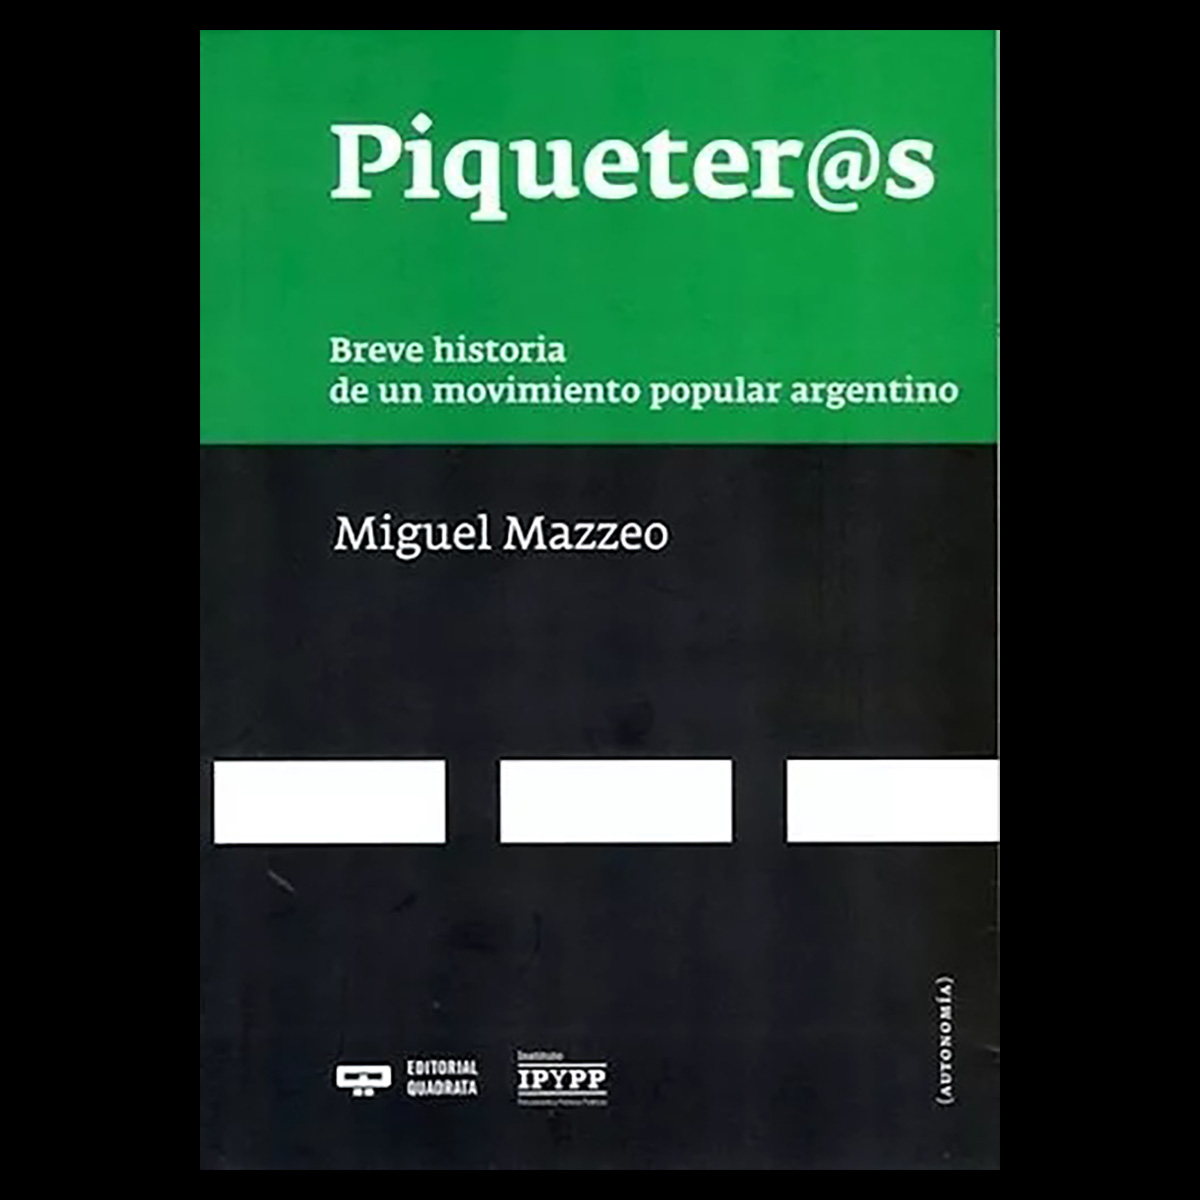 Piqueter@s
Breve historia
de un movimiento popular argentino
Miguel Mazzeo
EDITORIAL
QUADRATA
Instituto
IPYPP
(AUTONOMÍA)